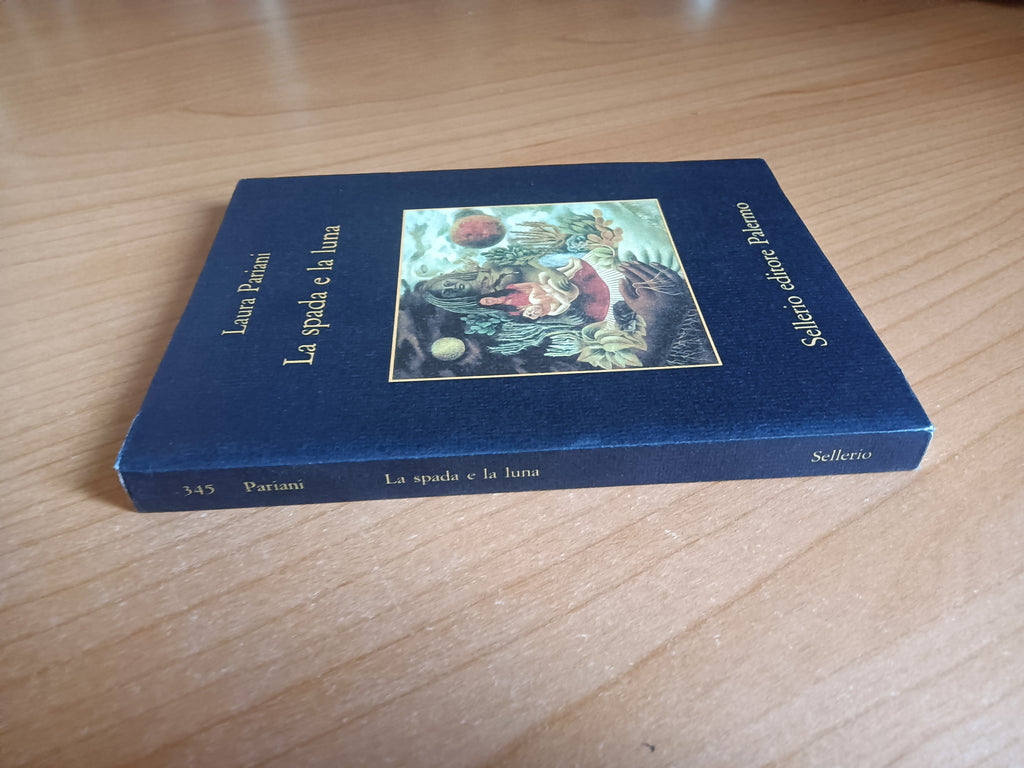 Laura Pariani
La spada e la luna
Sellerio editore Palermo
345 Pariani La spada e la luna Sellerio